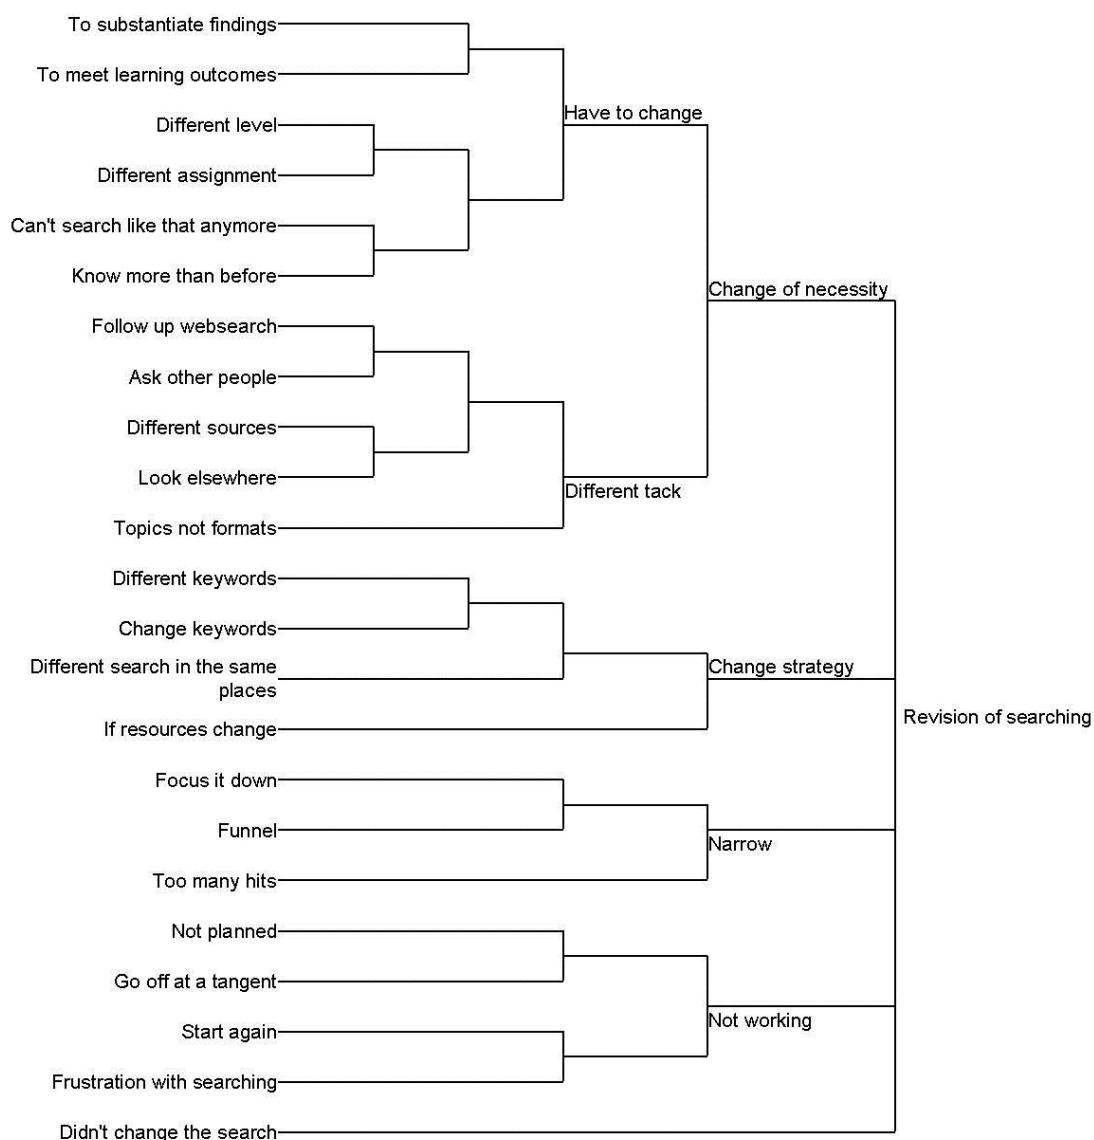 To substantiate findings
To meet learning outcomes
Have to change
Different level
Different assignment
Can't search like that anymore
Know more than before
Change of necessity
Follow up websearch
Ask other people
Different sources
Look elsewhere
Different tack
Topics not formats
Different keywords
Change keywords
Different search in the same
places
Change strategy
If resources change
Revision of searching
Focus it down
Funnel
Narrow
Too many hits
Not planned
Go off at a tangent
Not working
Start again
Frustration with searching
Didn't change the search